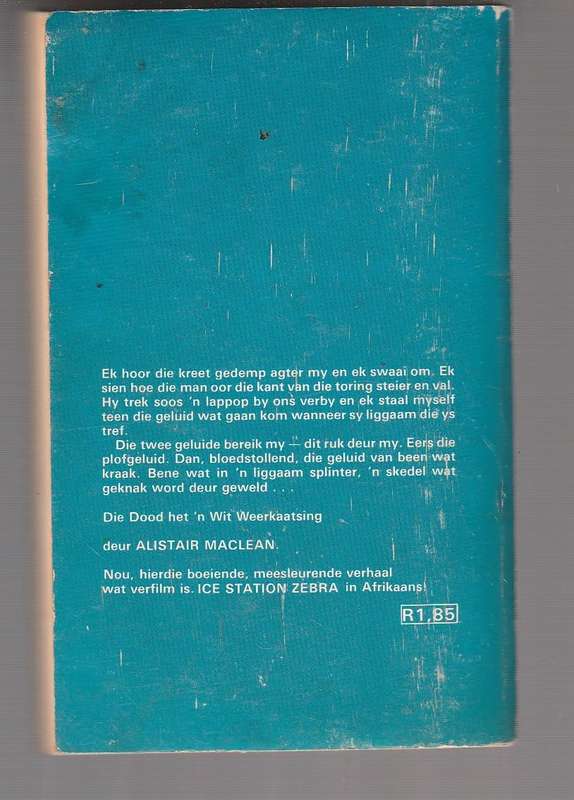 Ek hoor die kreet gedemp agter my en ek swaai om. Ek
sien hoe die man oor die kant van die toring steier en val.
Hy trek soos 'n lappop by ons verby en ek staal myself
teen die geluid wat gaan kom wanneer sy liggaam die ys
tref.
Die twee geluide bereik my — dit ruk deur my. Eers die
plofgeluid. Dan, bloedstollend, die geluid van been wat
kraak. Bene wat in 'n liggaam splinter, 'n skedel wat
geknak word deur geweld . . .
Die Dood het 'n Wit Weerkaatsing
deur ALISTAIR MACLEAN.
Nou, hierdie boeiende, meesleurende verhaal
wat verfilm is. ICE STATION ZEBRA in Afrikaans!
R1,85